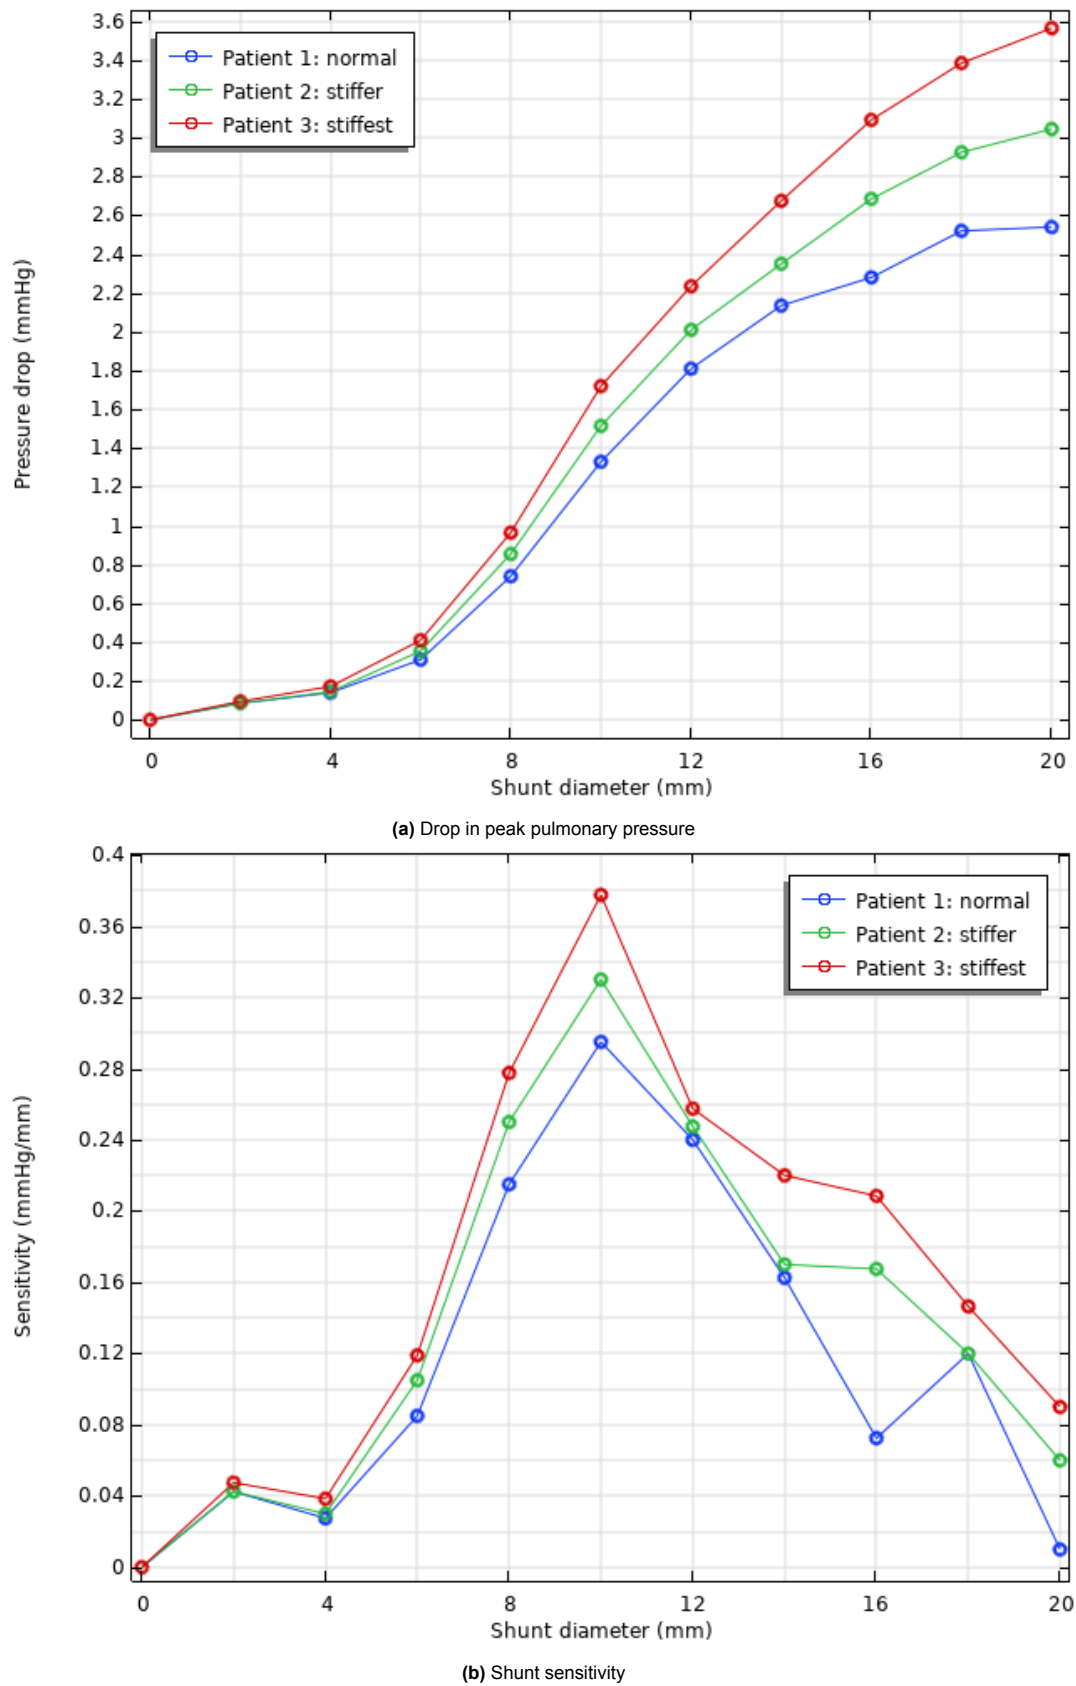 3.6
3.4
3.2
3
2.8
2.6
2.4
2.2
2
1.8
1.6
1.4
1.2
1
0.8
0.6
0.4
0.2
0
Pressure drop (mmHg)
Patient 1: normal
Patient 2: stiffer
Patient 3: stiffest
0 4 8 12 16 20
Shunt diameter (mm)
(a) Drop in peak pulmonary pressure
0.4
0.36
0.32
0.28
0.24
0.2
0.16
0.12
0.08
0.04
0
Sensitivity (mmHg/mm)
Patient 1: normal
Patient 2: stiffer
Patient 3: stiffest
0 4 8 12 16 20
Shunt diameter (mm)
(b) Shunt sensitivity